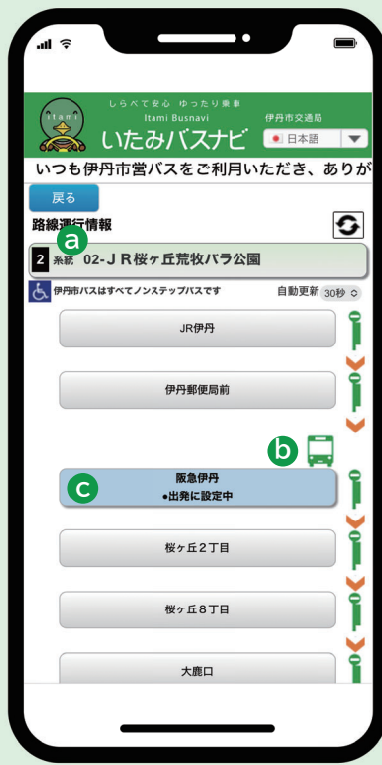 しらべて安心 ゆったり乗車
itami
Itami Busnavi
伊丹市交通局
いたみバスナビ
日本語
いつも伊丹市営バスをご利用いただき、ありが
戻る
路線運行情報
a
2 系統 02-ＪＲ桜ヶ丘荒牧バラ公園
伊丹市バスはすべてノンステップバスです
自動更新 30秒
JR伊丹
伊丹郵便局前
b
c
阪急伊丹
●出発に設定中
桜ヶ丘２丁目
桜ヶ丘８丁目
大鹿口